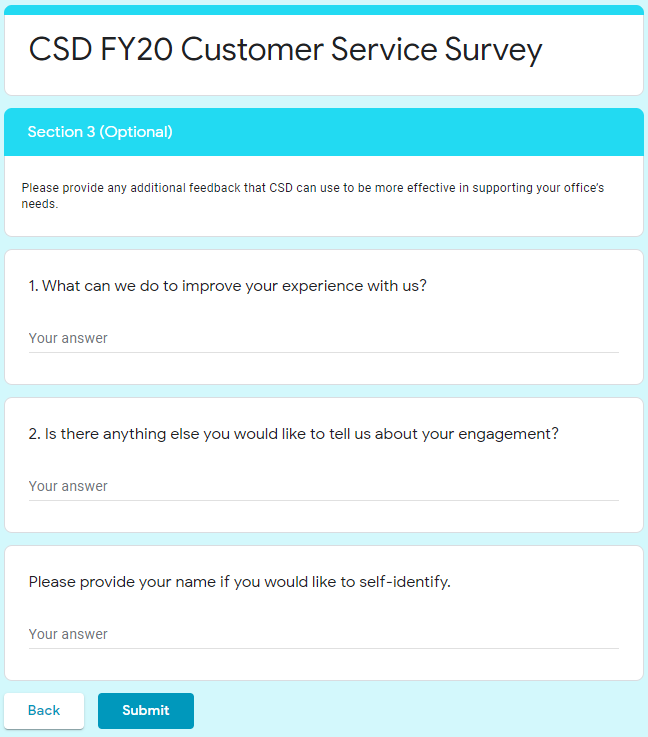 CSD FY20 Customer Service Survey
Section 3 (Optional)
Please provide any additional feedback that CSD can use to be more effective in supporting your office's
needs.
1. What can we do to improve your experience with us?
Your answer
2. Is there anything else you would like to tell us about your engagement?
Your answer
Please provide your name if you would like to self-identify.
Your answer
Back Submit